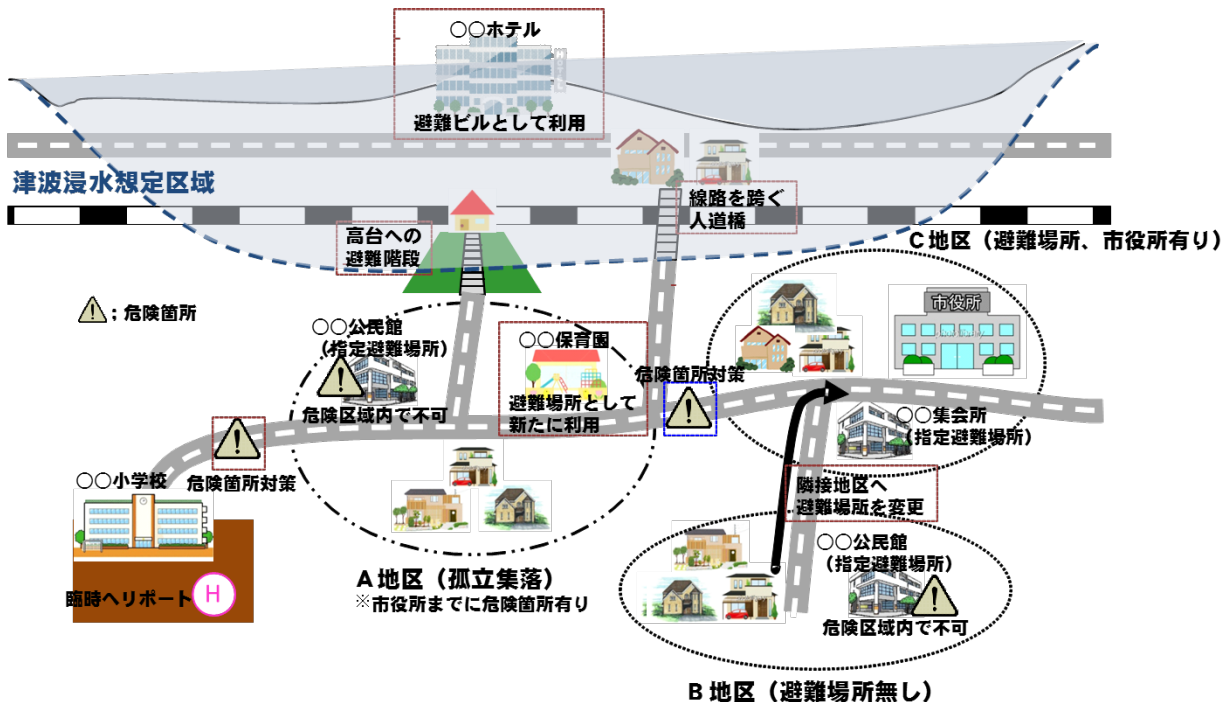 ○○ホテル
避難ビルとして利用
津波浸水想定区域
線路を跨ぐ
人道橋
高台への
避難階段
C地区（避難場所、市役所有り）
；危険箇所
○○公民館
（指定避難場所）
危険区域内で不可
○○保育園
避難場所として
新たに利用
危険箇所対策
市役所
○○集会所
（指定避難場所）
○○小学校
危険箇所対策
臨時ヘリポート
H
A地区（孤立集落）
※市役所までに危険箇所有り
隣接地区へ
避難場所を変更
○○公民館
（指定避難場所）
危険区域内で不可
B地区（避難場所無し）